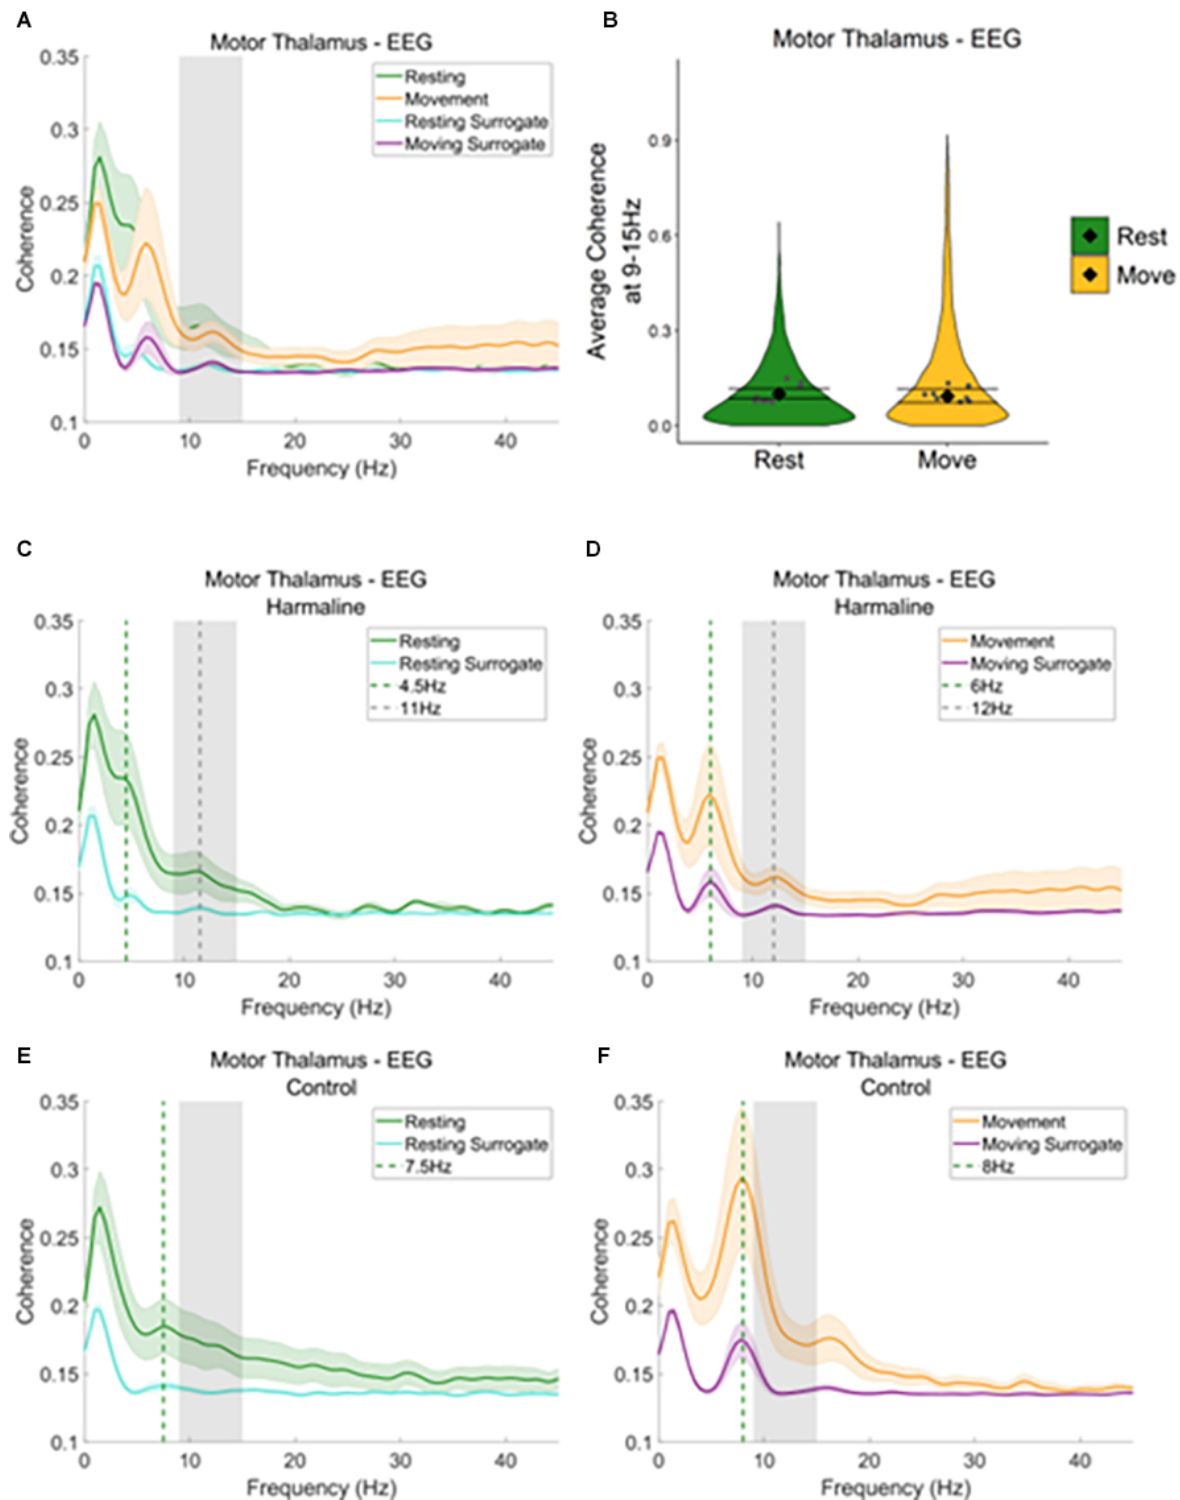 A
Motor Thalamus - EEG
0.35
0.3
0.25
0.2
0.15
0.1
Coherence
0
10
20
30
40
Frequency (Hz)
Resting
Movement
Resting Surrogate
Moving Surrogate
B
Motor Thalamus - EEG
Average Coherence
at 9-15Hz
0.9
0.6
0.3
0.0
Rest
Move
Rest
Move
C
Motor Thalamus - EEG
Harmaline
0.35
0.3
0.25
0.2
0.15
0.1
Coherence
0
10
20
30
40
Frequency (Hz)
Resting
Resting Surrogate
4.5Hz
11Hz
D
Motor Thalamus - EEG
Harmaline
0.35
0.3
0.25
0.2
0.15
0.1
Coherence
0
10
20
30
40
Frequency (Hz)
Movement
Moving Surrogate
6Hz
12Hz
E
Motor Thalamus - EEG
Control
0.35
0.3
0.25
0.2
0.15
0.1
Coherence
0
10
20
30
40
Frequency (Hz)
Resting
Resting Surrogate
7.5Hz
F
Motor Thalamus - EEG
Control
0.35
0.3
0.25
0.2
0.15
0.1
Coherence
0
10
20
30
40
Frequency (Hz)
Movement
Moving Surrogate
8Hz